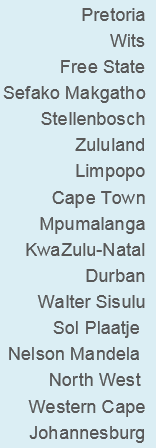 Pretoria
Wits
Free State
Sefako Makgatho
Stellenbosch
Zululand
Limpopo
Cape Town
Mpumalanga
KwaZulu-Natal
Durban
Walter Sisulu
Sol Plaatje
Nelson Mandela
North West
Western Cape
Johannesburg